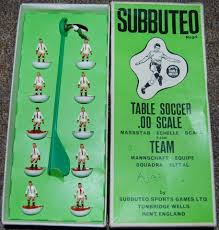 SUBBUTEO
TABLE SOCCER
.00 SCALE
MASSSTAB - ECHELLE - SCALA
TEAM
MANNSCHAFT - EQUIPE
SQUADRA - ELFTAL
BY
SUBBUTEO SPORTS GAMES LTD
TUNBRIDGE WELLS
KENT, ENGLAND